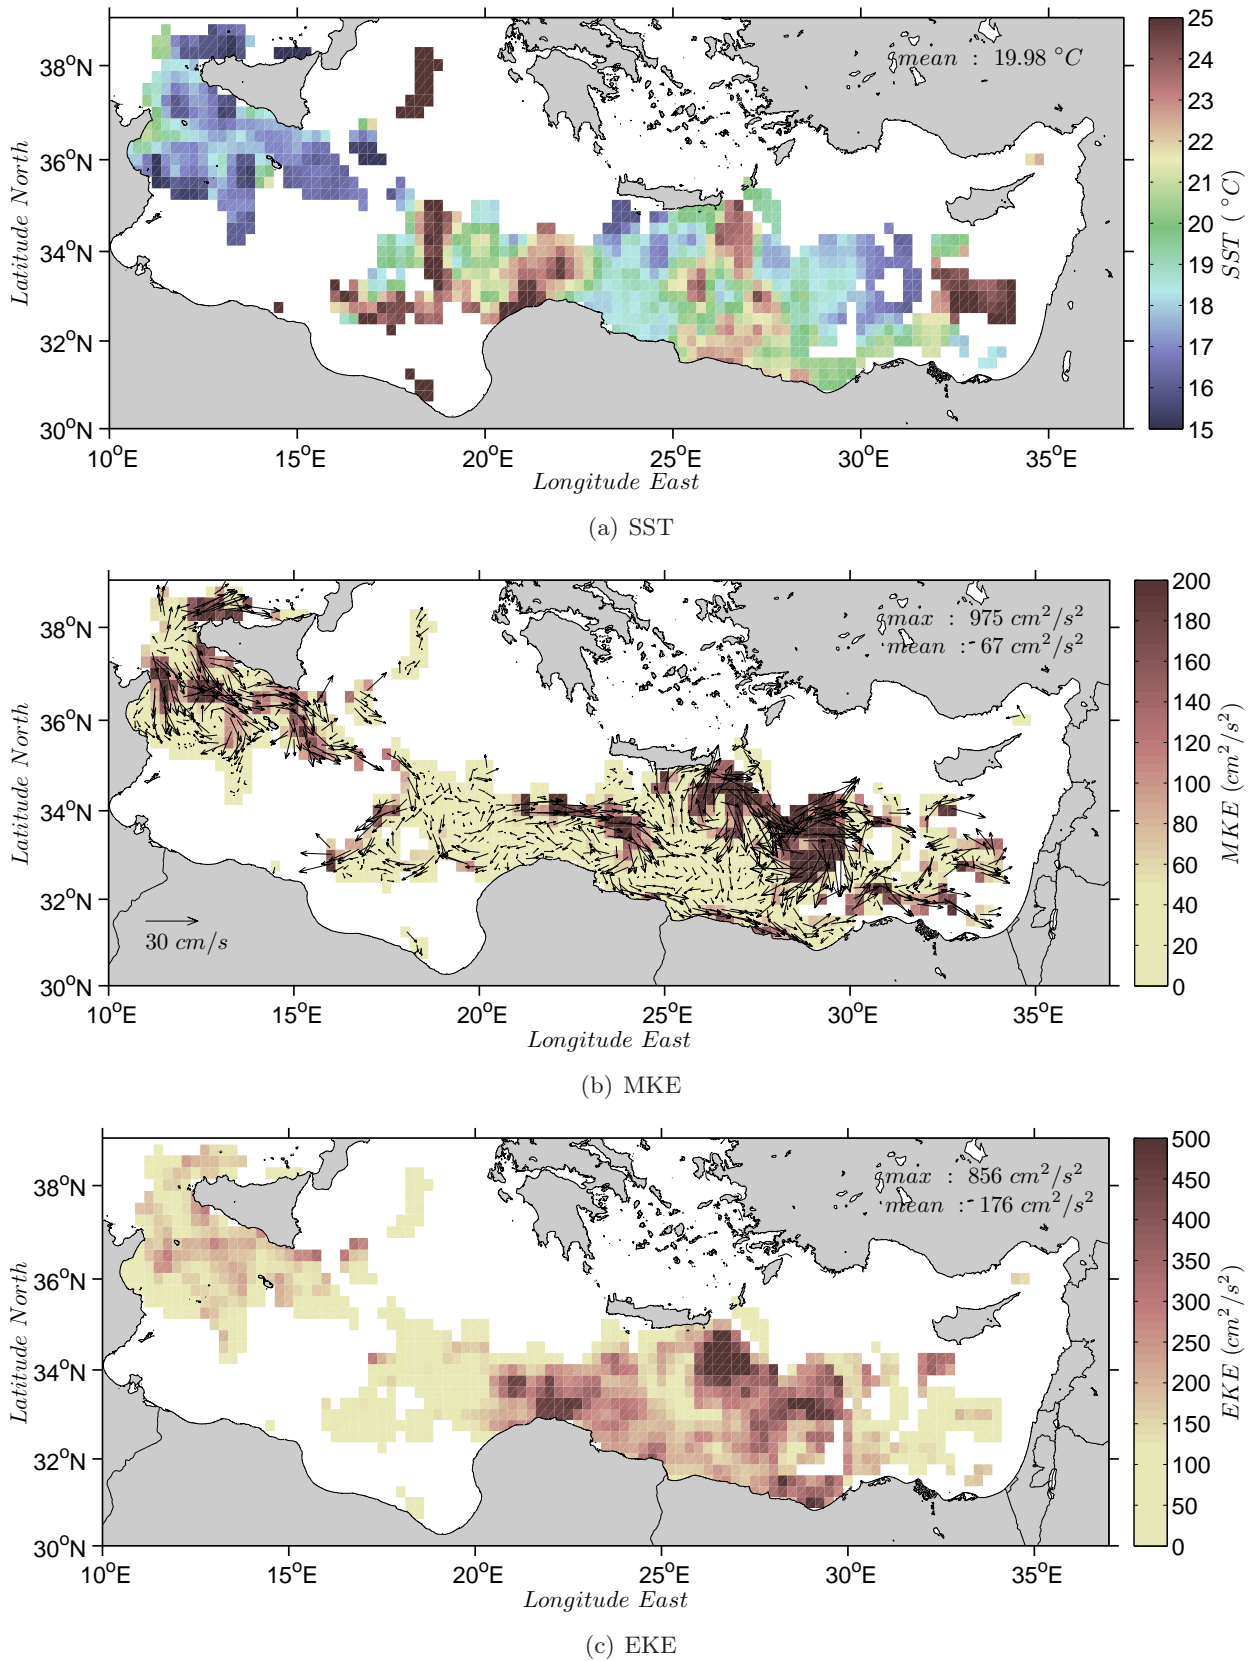 mean : 19.98 °C
38°N
36°N
34°N
32°N
30°N
Latitude North
10°E 15°E 20°E 25°E 30°E 35°E
Longitude East
25
24
23
22
21
20
19
18
17
16
15
SST ( °C)
(a) SST
max : 975 cm²/s²
mean : 67 cm²/s²
38°N
36°N
34°N
32°N
30°N
Latitude North
30 cm/s
10°E 15°E 20°E 25°E 30°E 35°E
Longitude East
200
180
160
140
120
100
80
60
40
20
0
MKE (cm²/s²)
(b) MKE
max : 856 cm²/s²
mean : 176 cm²/s²
38°N
36°N
34°N
32°N
30°N
Latitude North
10°E 15°E 20°E 25°E 30°E 35°E
Longitude East
500
450
400
350
300
250
200
150
100
50
0
EKE (cm²/s²)
(c) EKE